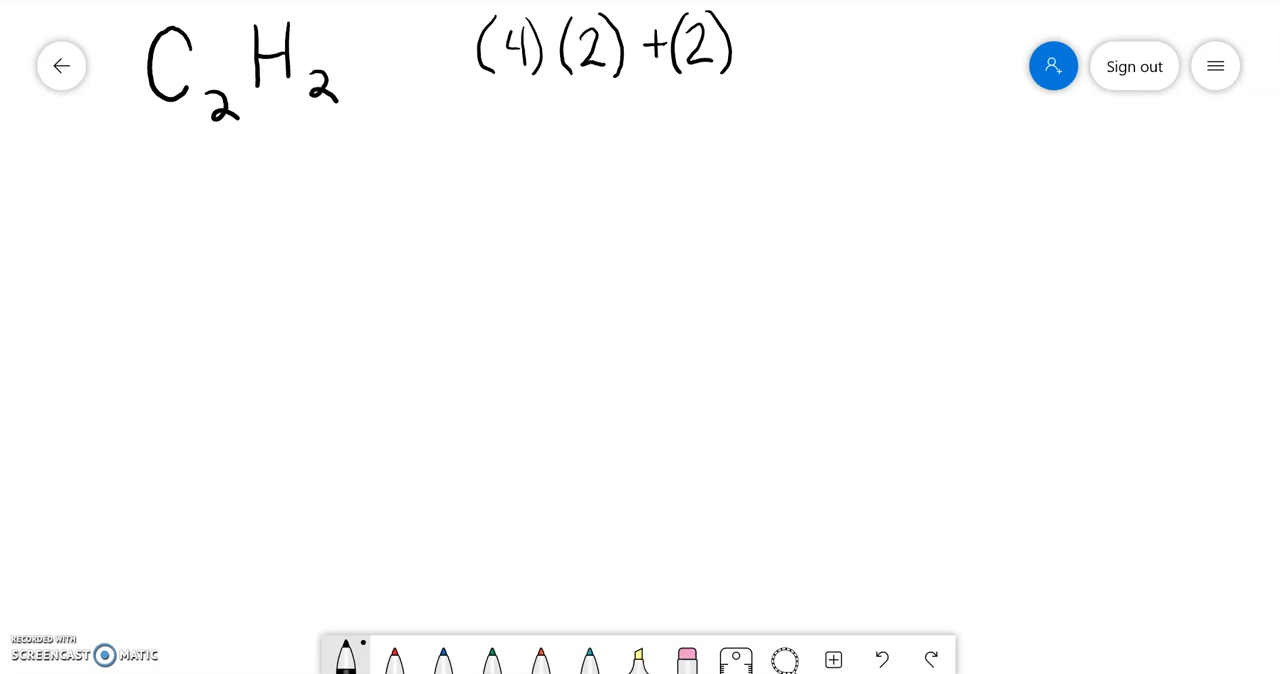 C₂H₂ (4)(2)+(2)
Sign out
RECORDED WITH
SCREENCAST MATIC